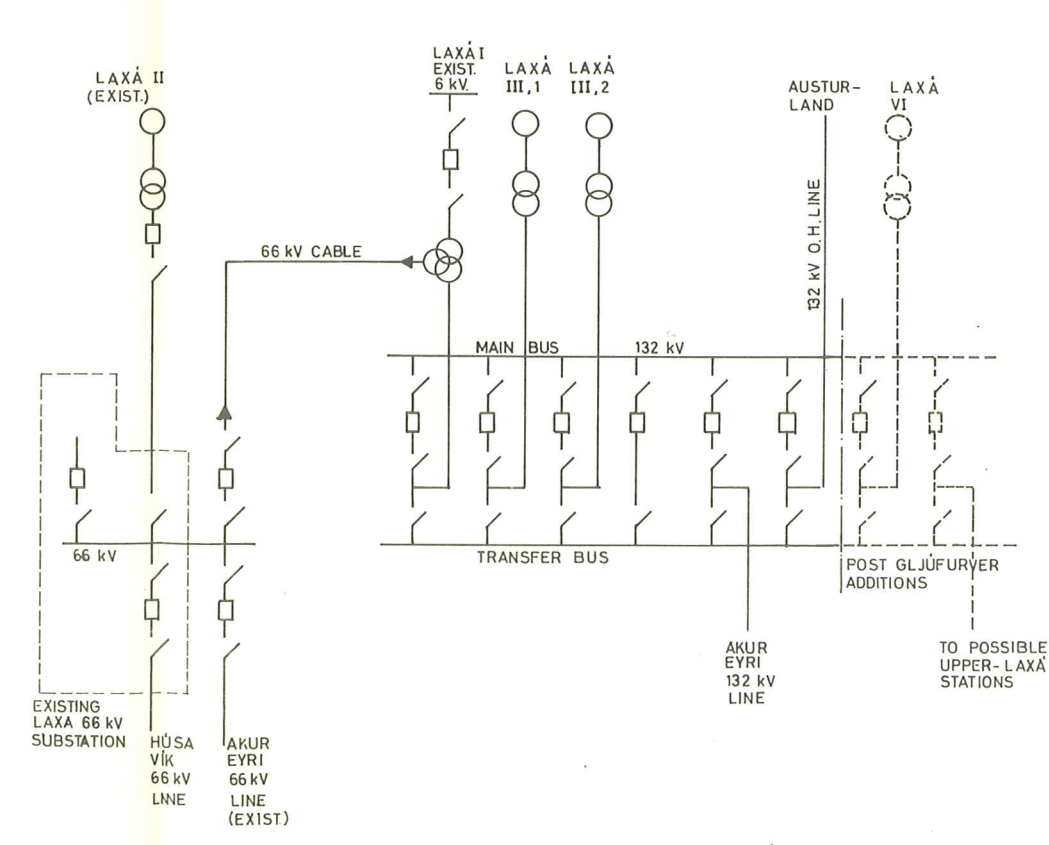 LAXÁ II
(EXIST.)
LAXÁ I
EXIST.
6 kV.
LAXÁ
III,1
LAXÁ
III,2
AUSTUR-
LAND
LAXÁ
VI
66 kV CABLE
132 kV O.H. LINE
MAIN BUS 132 kV
66 kV
TRANSFER BUS
POST GLJÚFURVER
ADDITIONS
AKUR
EYRI
132 kV
LINE
TO POSSIBLE
UPPER-LAXÁ
STATIONS
EXISTING
LAXA 66 kV
SUBSTATION
HÚSA
VÍK
66 kV
LINE
AKUR
EYRI
66 kV
LINE
(EXIST.)